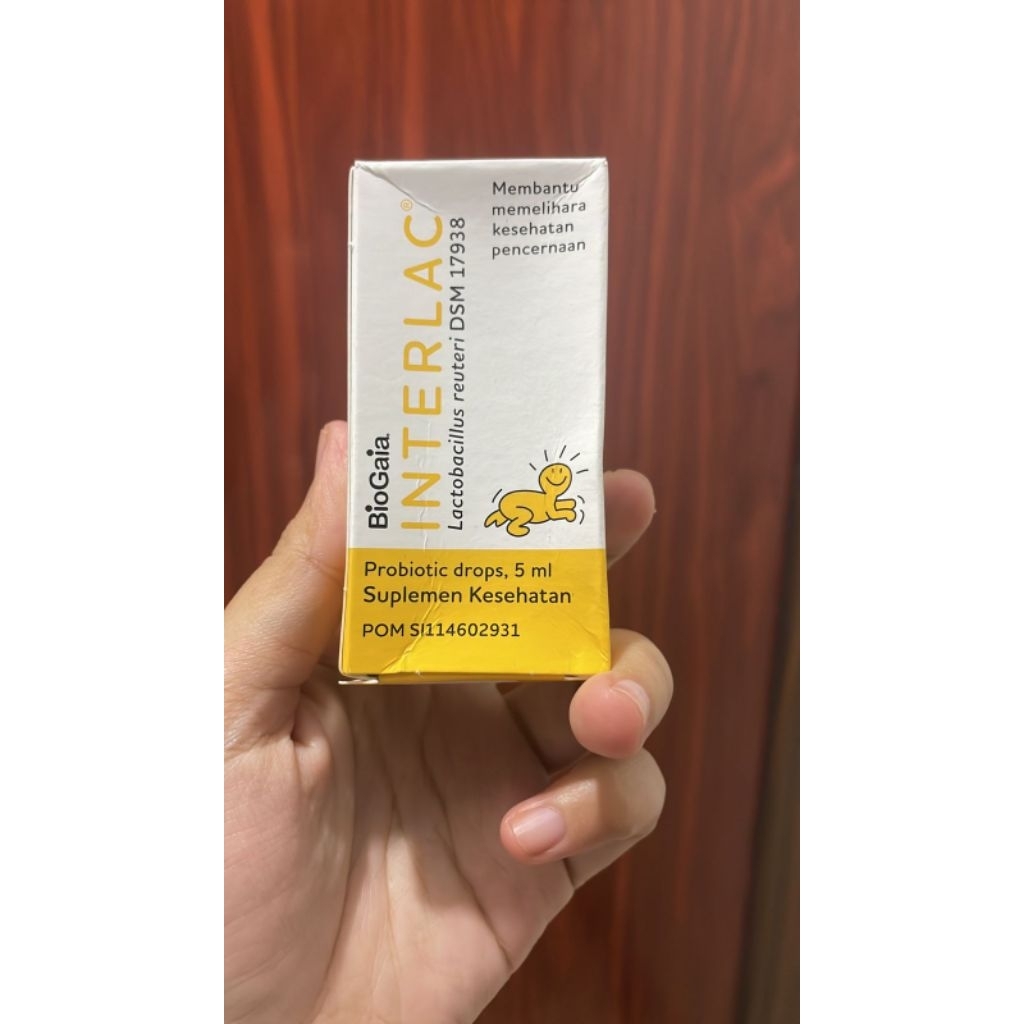 BioGaia
INTERLAC®
Lactobacillus reuteri DSM 17938
Membantu
memelihara
kesehatan
pencernaan
Probiotic drops, 5 ml
Suplemen Kesehatan
POM SI114602931